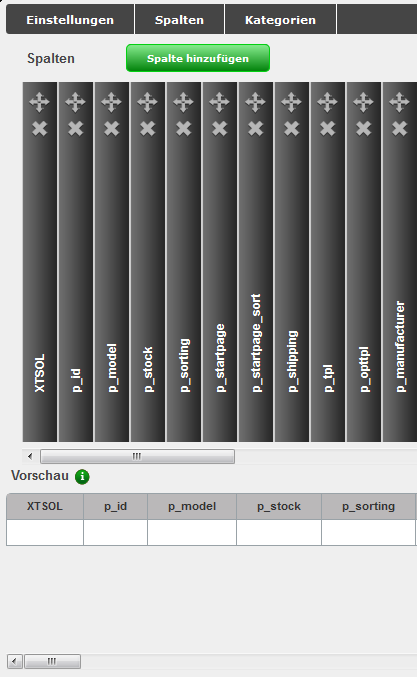 Einstellungen Spalten Kategorien
Spalten Spalte hinzufügen
XTSOL
p_id
p_model
p_stock
p_sorting
p_startpage
p_startpage_sort
p_shipping
p_tpl
p_opttpl
p_manufacturer
Vorschau
XTSOL p_id p_model p_stock p_sorting